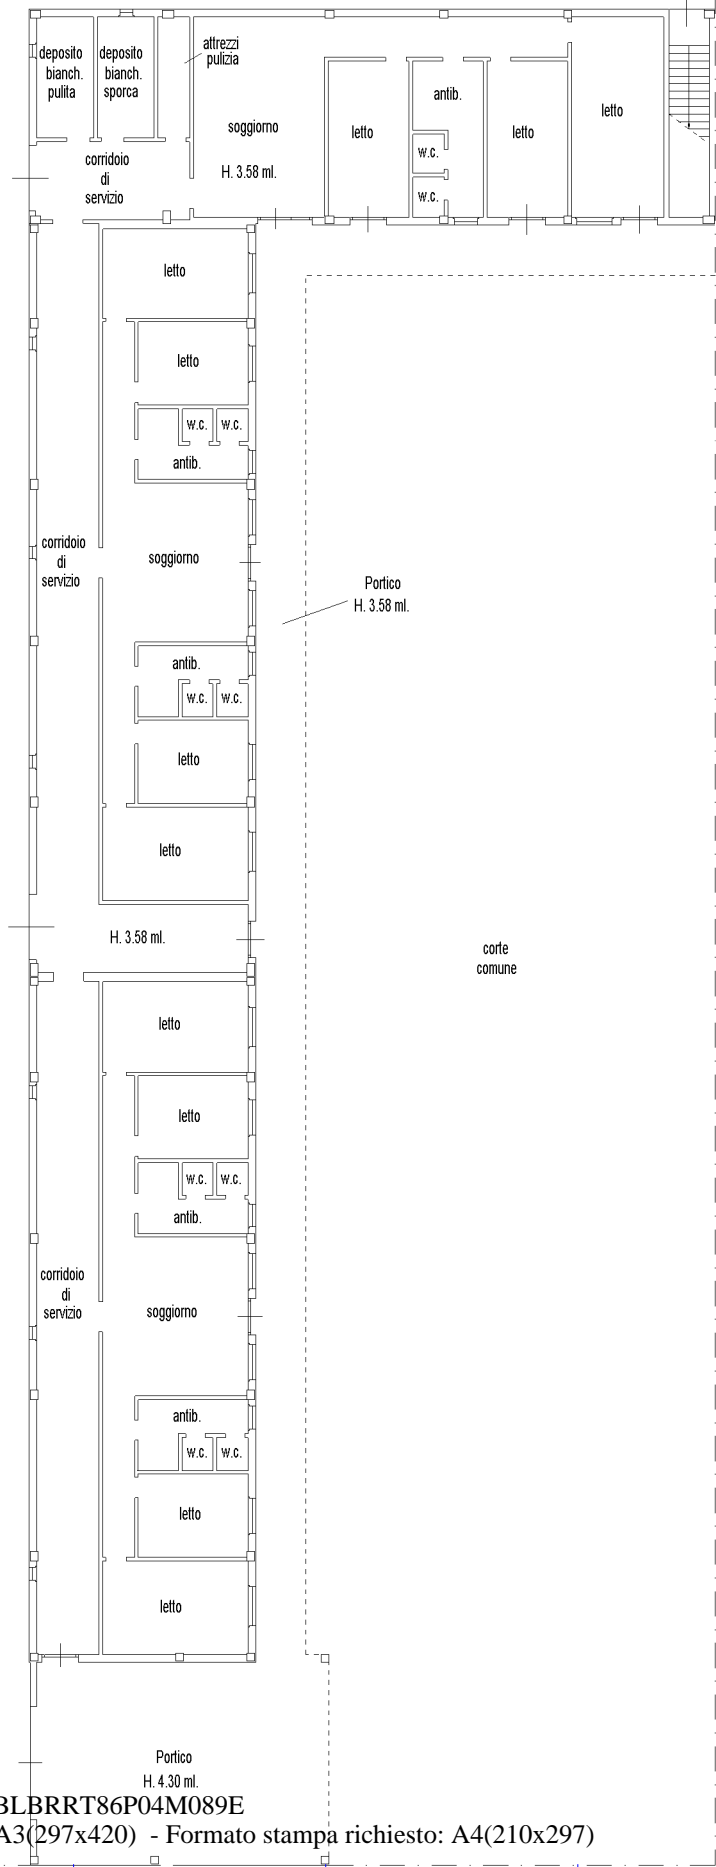 deposito
bianch.
pulita
deposito
bianch.
sporca
attrezzi
pulizia
soggiorno
H. 3.58 ml.
letto
antib.
w.c.
w.c.
letto
letto
corridoio
di
servizio
letto
letto
w.c. w.c.
antib.
corridoio
di
servizio
soggiorno
Portico
H. 3.58 ml.
antib.
w.c. w.c.
letto
letto
H. 3.58 ml.
corte
comune
letto
letto
w.c. w.c.
antib.
corridoio
di
servizio
soggiorno
antib.
w.c. w.c.
letto
letto
Portico
H. 4.30 ml.
BLBRRT86P04M089E
A3(297x420) - Formato stampa richiesto: A4(210x297)